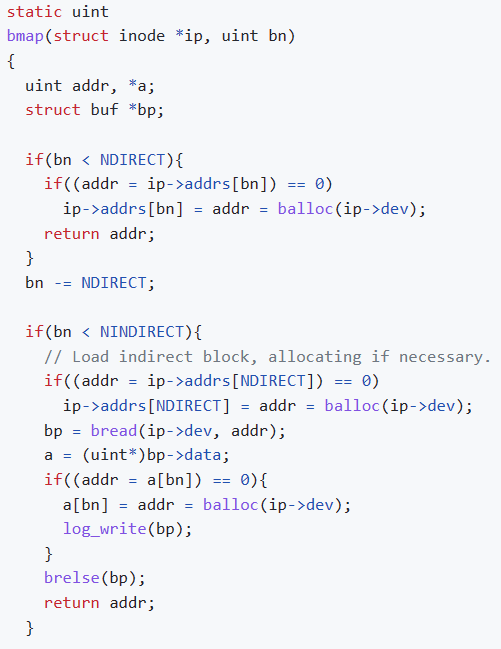 static uint
bmap(struct inode *ip, uint bn)
{
  uint addr, *a;
  struct buf *bp;

  if(bn < NDIRECT){
    if((addr = ip->addrs[bn]) == 0)
      ip->addrs[bn] = addr = balloc(ip->dev);
    return addr;
  }
  bn -= NDIRECT;

  if(bn < NINDIRECT){
    // Load indirect block, allocating if necessary.
    if((addr = ip->addrs[NDIRECT]) == 0)
      ip->addrs[NDIRECT] = addr = balloc(ip->dev);
    bp = bread(ip->dev, addr);
    a = (uint*)bp->data;
    if((addr = a[bn]) == 0){
      a[bn] = addr = balloc(ip->dev);
      log_write(bp);
    }
    brelse(bp);
    return addr;
  }